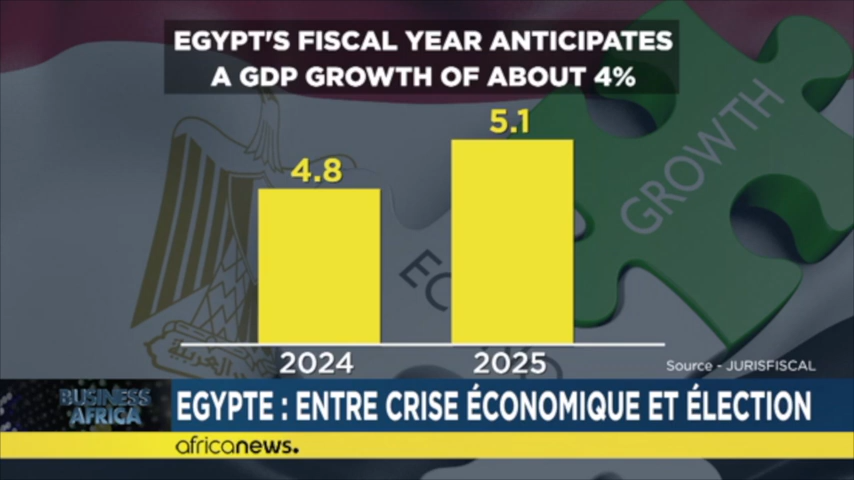 EGYPT'S FISCAL YEAR ANTICIPATES
A GDP GROWTH OF ABOUT 4%
5.1
4.8
GROWTH
2024
2025
Source - JURISFISCAL
BUSINESS
AFRICA
EGYPTE : ENTRE CRISE ÉCONOMIQUE ET ÉLECTION
africanews.